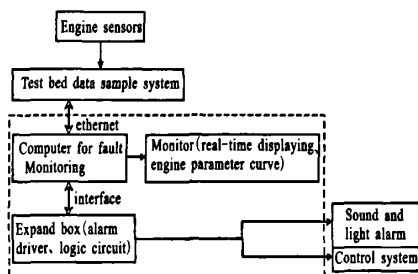 Engine sensors
Test bed data sample system
ethernet
Computer for fault
Monitoring
Monitor(real-time displaying、
engine parameter curve)
interface
Expand box(alarm
driver、logic circuit)
Sound and
light alarm
Control system